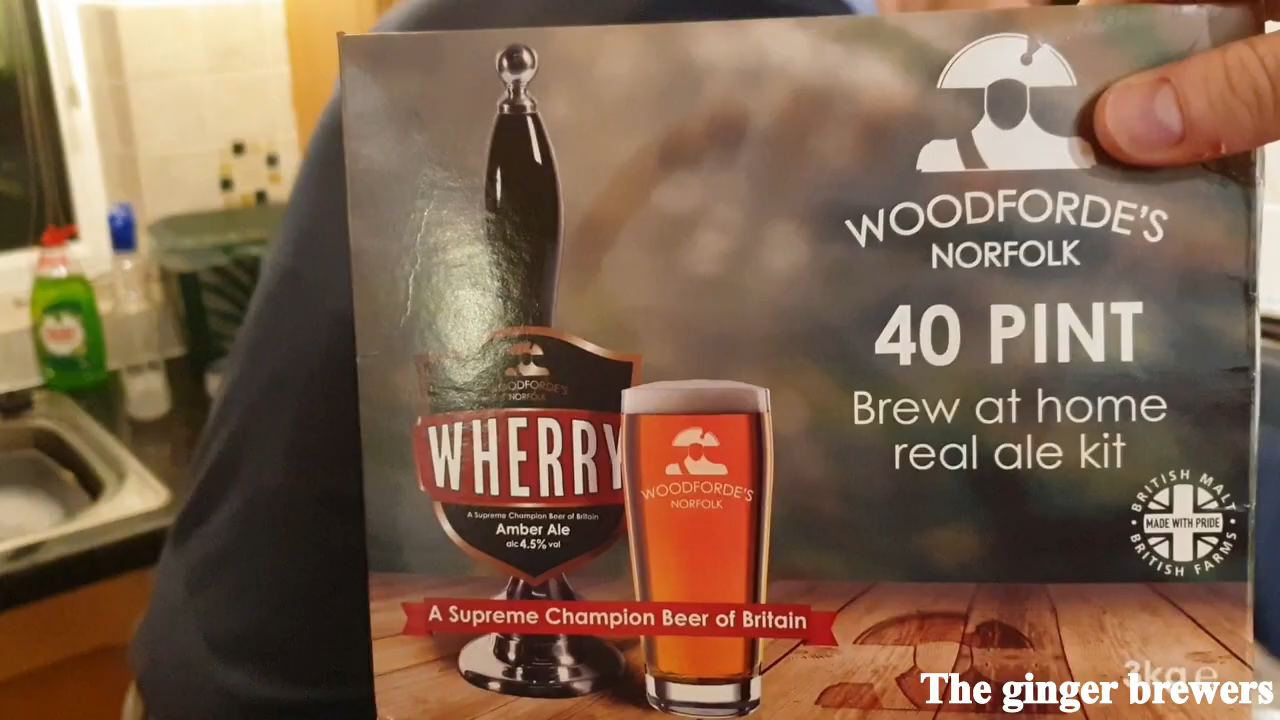 WOODFORDE'S
NORFOLK
40 PINT
Brew at home
real ale kit
BRITISH MALT
MADE WITH PRIDE
BRITISH FARMS
WOODFORDE'S
NORFOLK
WHERRY
A Supreme Champion Beer of Britain
Amber Ale
alc 4.5% vol
WOODFORDE'S
NORFOLK
A Supreme Champion Beer of Britain
3kg e
The ginger brewers